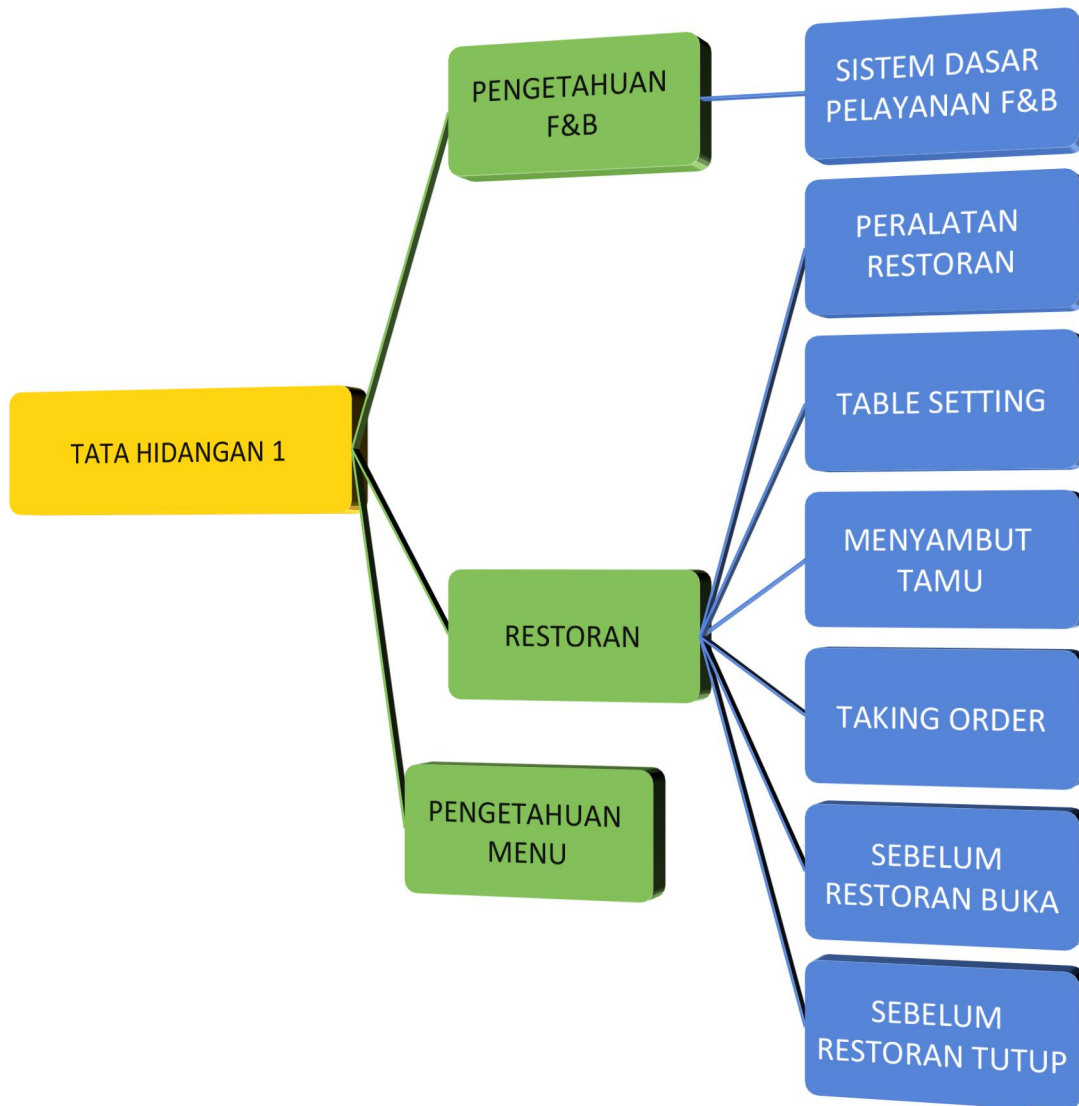 TATA HIDANGAN 1
PENGETAHUAN
F&B
SISTEM DASAR
PELAYANAN F&B
RESTORAN
PERALATAN
RESTORAN
TABLE SETTING
MENYAMBUT
TAMU
TAKING ORDER
SEBELUM
RESTORAN BUKA
SEBELUM
RESTORAN TUTUP
PENGETAHUAN
MENU